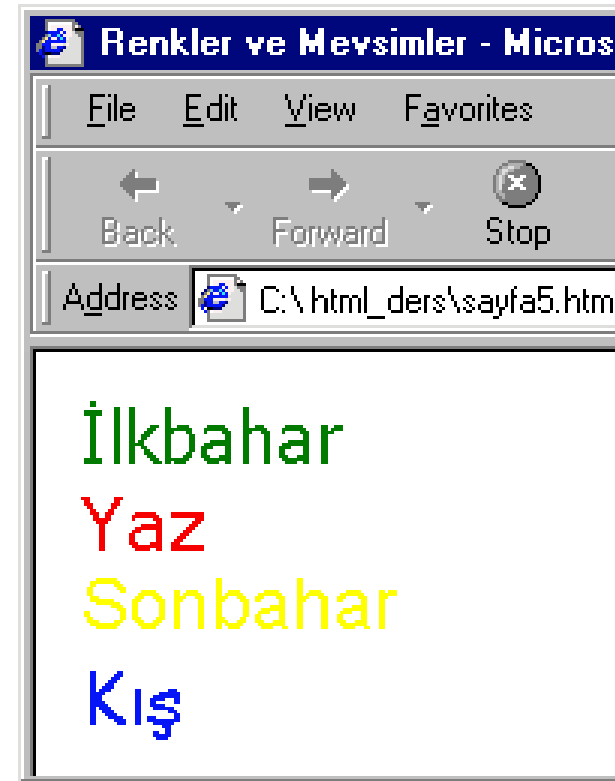 Renkler ve Mevsimler - Micros
File Edit View Favorites
Back Forward Stop
Address C:\html_ders\sayfa5.htm
İlkbahar
Yaz
Sonbahar
Kış